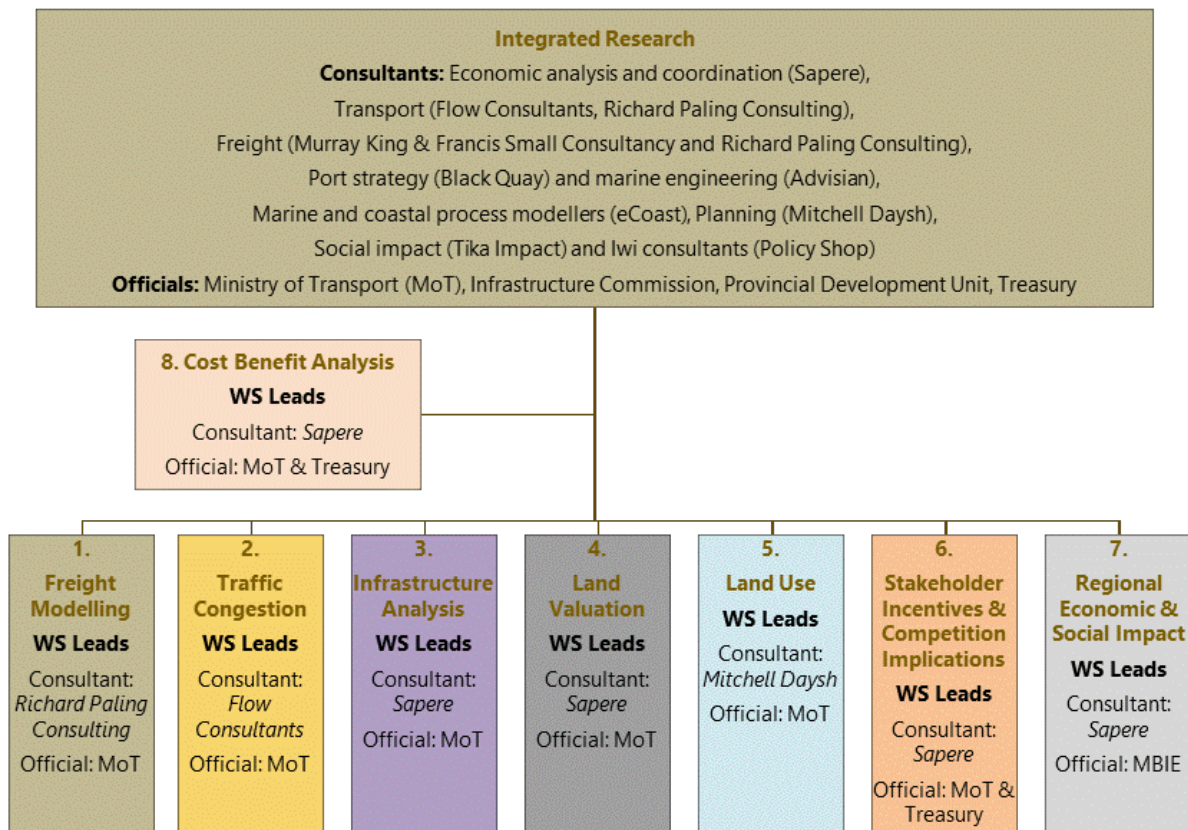 Integrated Research
Consultants: Economic analysis and coordination (Sapere),
Transport (Flow Consultants, Richard Paling Consulting),
Freight (Murray King & Francis Small Consultancy and Richard Paling Consulting),
Port strategy (Black Quay) and marine engineering (Advisian),
Marine and coastal process modellers (eCoast), Planning (Mitchell Daysh),
Social impact (Tika Impact) and Iwi consultants (Policy Shop)
Officials: Ministry of Transport (MoT), Infrastructure Commission, Provincial Development Unit, Treasury
8. Cost Benefit Analysis
WS Leads
Consultant: Sapere
Official: MoT & Treasury
1.
Freight
Modelling
WS Leads
Consultant:
Richard Paling
Consulting
Official: MoT
2.
Traffic
Congestion
WS Leads
Consultant:
Flow
Consultants
Official: MoT
3.
Infrastructure
Analysis
WS Leads
Consultant:
Sapere
Official: MoT
4.
Land
Valuation
WS Leads
Consultant:
Sapere
Official: MoT
5.
Land Use
WS Leads
Consultant:
Mitchell Daysh
Official: MoT
6.
Stakeholder
Incentives &
Competition
Implications
WS Leads
Consultant:
Sapere
Official: MoT &
Treasury
7.
Regional
Economic &
Social Impact
WS Leads
Consultant:
Sapere
Official: MBIE